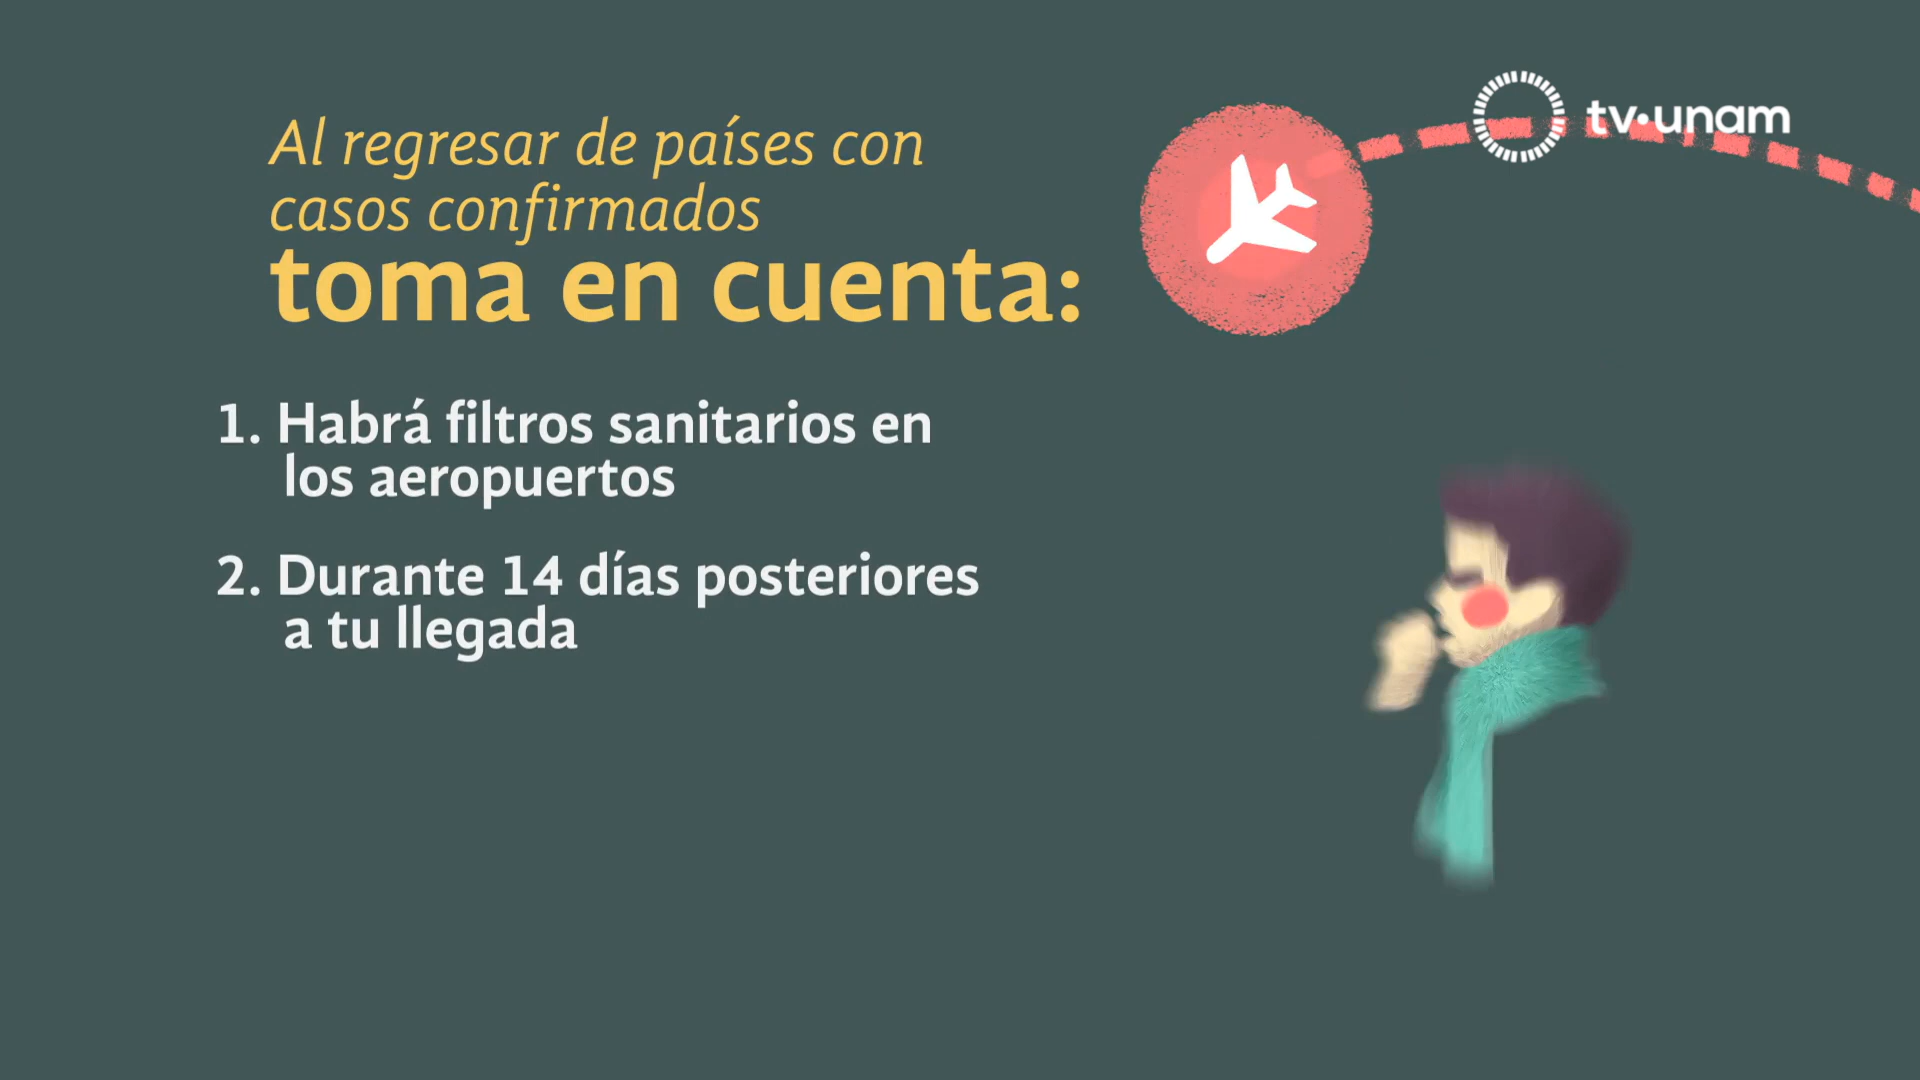 tv·unam
Al regresar de países con
casos confirmados
toma en cuenta:
1. Habrá filtros sanitarios en
los aeropuertos
2. Durante 14 días posteriores
a tu llegada